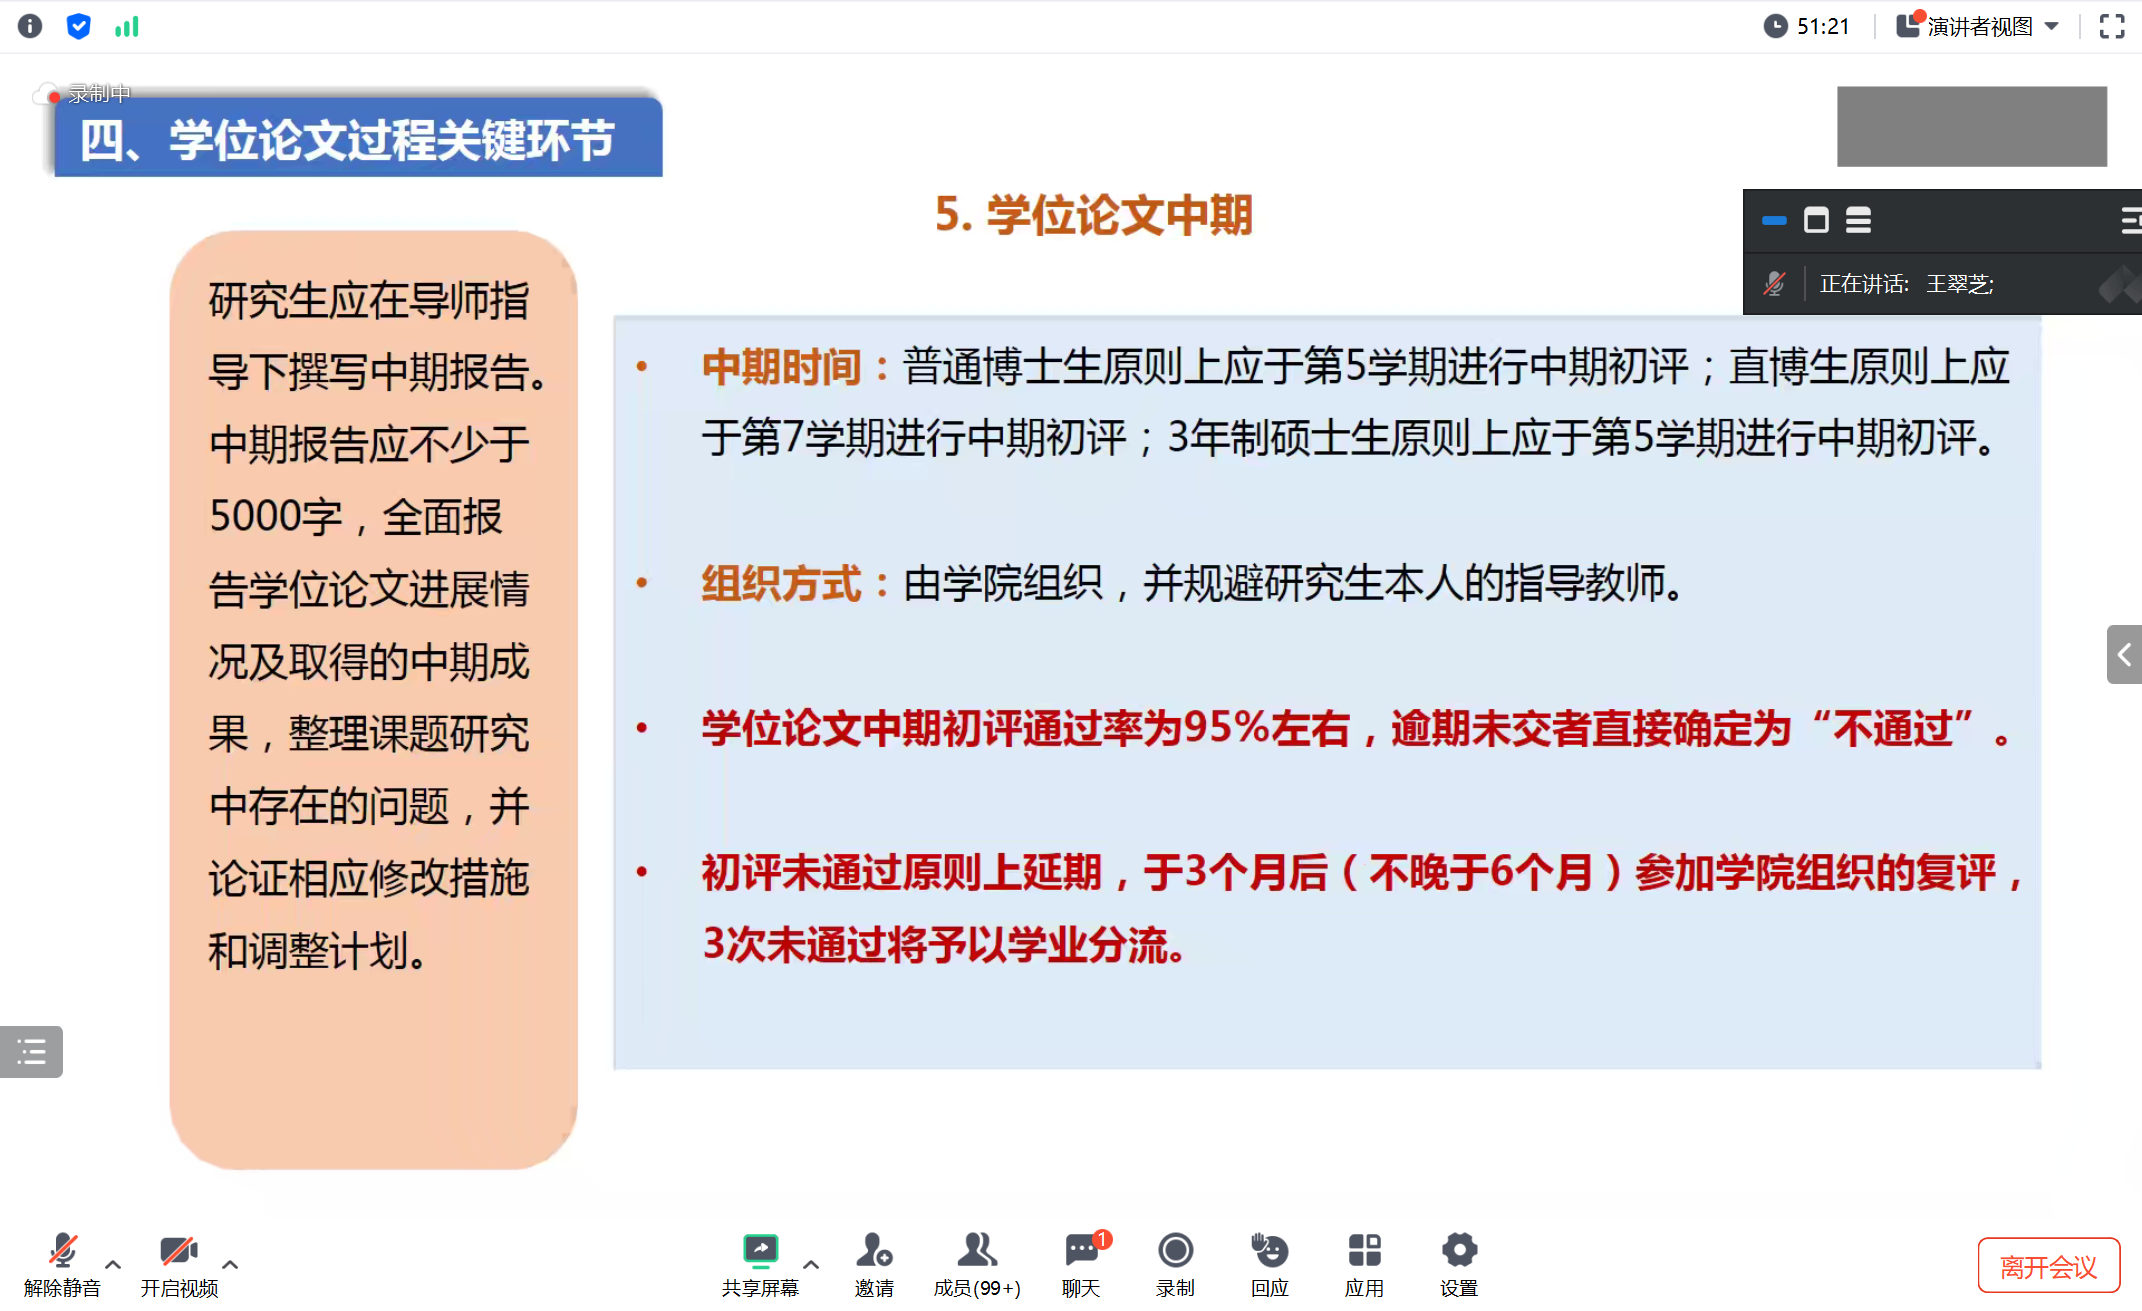 51:21
演讲者视图
录制中
四、学位论文过程关键环节
5. 学位论文中期
正在讲话: 王翠芝;
研究生应在导师指
导下撰写中期报告。
中期报告应不少于
5000字，全面报
告学位论文进展情
况及取得的中期成
果，整理课题研究
中存在的问题，并
论证相应修改措施
和调整计划。
• 中期时间：普通博士生原则上应于第5学期进行中期初评；直博生原则上应
于第7学期进行中期初评；3年制硕士生原则上应于第5学期进行中期初评。
• 组织方式：由学院组织，并规避研究生本人的指导教师。
• 学位论文中期初评通过率为95%左右，逾期未交者直接确定为“不通过”。
• 初评未通过原则上延期，于3个月后（不晚于6个月）参加学院组织的复评，
3次未通过将予以学业分流。
解除静音
开启视频
共享屏幕
邀请
成员(99+)
1
聊天
录制
回应
应用
设置
离开会议